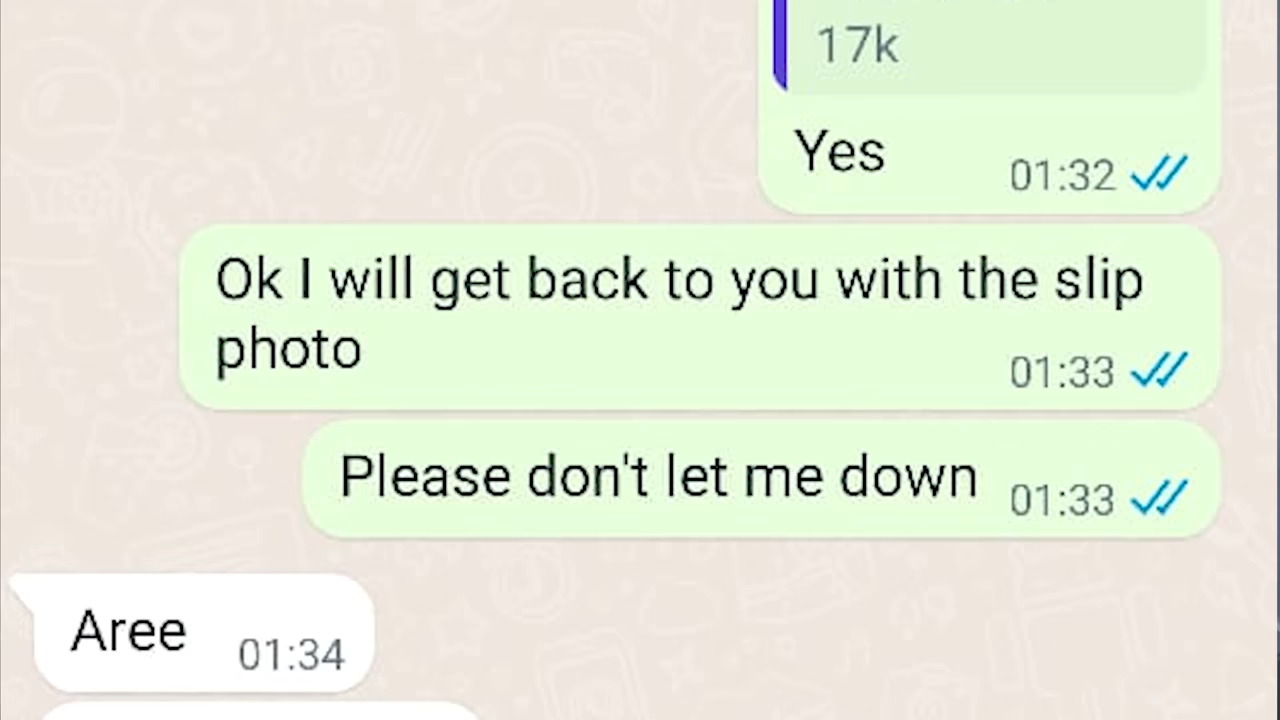 17k
Yes
01:32
Ok I will get back to you with the slip
photo
01:33
Please don't let me down 01:33
Aree 01:34